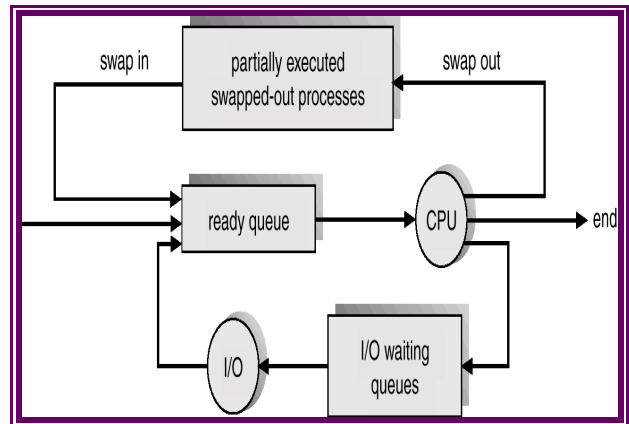 swap in
partially executed
swapped-out processes
swap out
ready queue
CPU
end
I/O
I/O waiting
queues